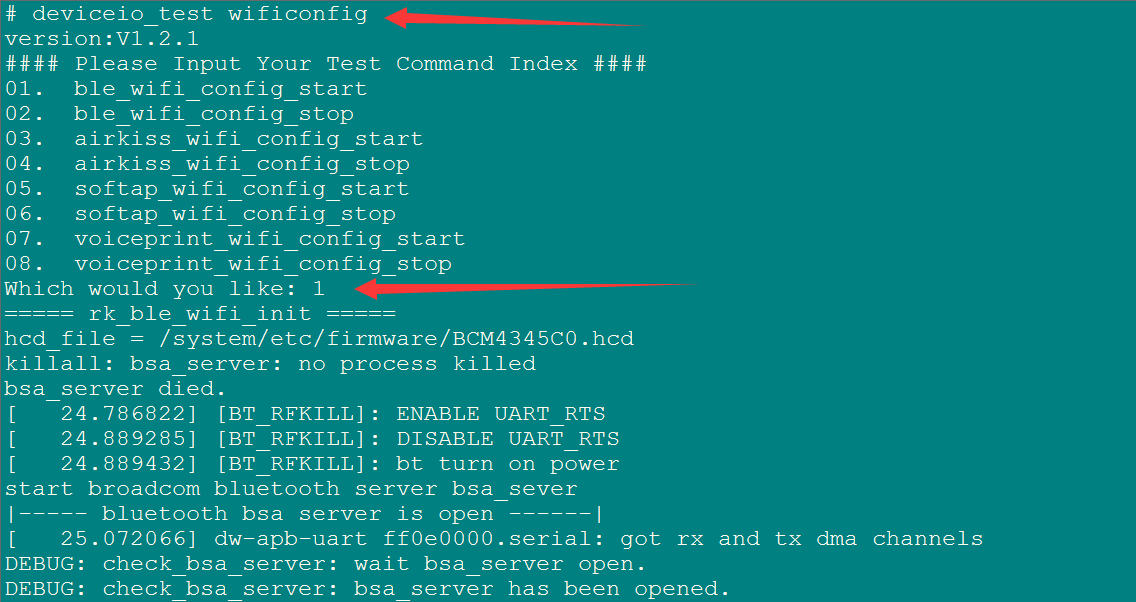 # deviceio_test wificonfig
version:V1.2.1
#### Please Input Your Test Command Index ####
01.  ble_wifi_config_start
02.  ble_wifi_config_stop
03.  airkiss_wifi_config_start
04.  airkiss_wifi_config_stop
05.  softap_wifi_config_start
06.  softap_wifi_config_stop
07.  voiceprint_wifi_config_start
08.  voiceprint_wifi_config_stop
Which would you like: 1
===== rk_ble_wifi_init =====
hcd_file = /system/etc/firmware/BCM4345C0.hcd
killall: bsa_server: no process killed
bsa_server died.
[   24.786822] [BT_RFKILL]: ENABLE UART_RTS
[   24.889285] [BT_RFKILL]: DISABLE UART_RTS
[   24.889432] [BT_RFKILL]: bt turn on power
start broadcom bluetooth server bsa_sever
|----- bluetooth bsa server is open ------|
[   25.072066] dw-apb-uart ff0e0000.serial: got rx and tx dma channels
DEBUG: check_bsa_server: wait bsa_server open.
DEBUG: check_bsa_server: bsa_server has been opened.